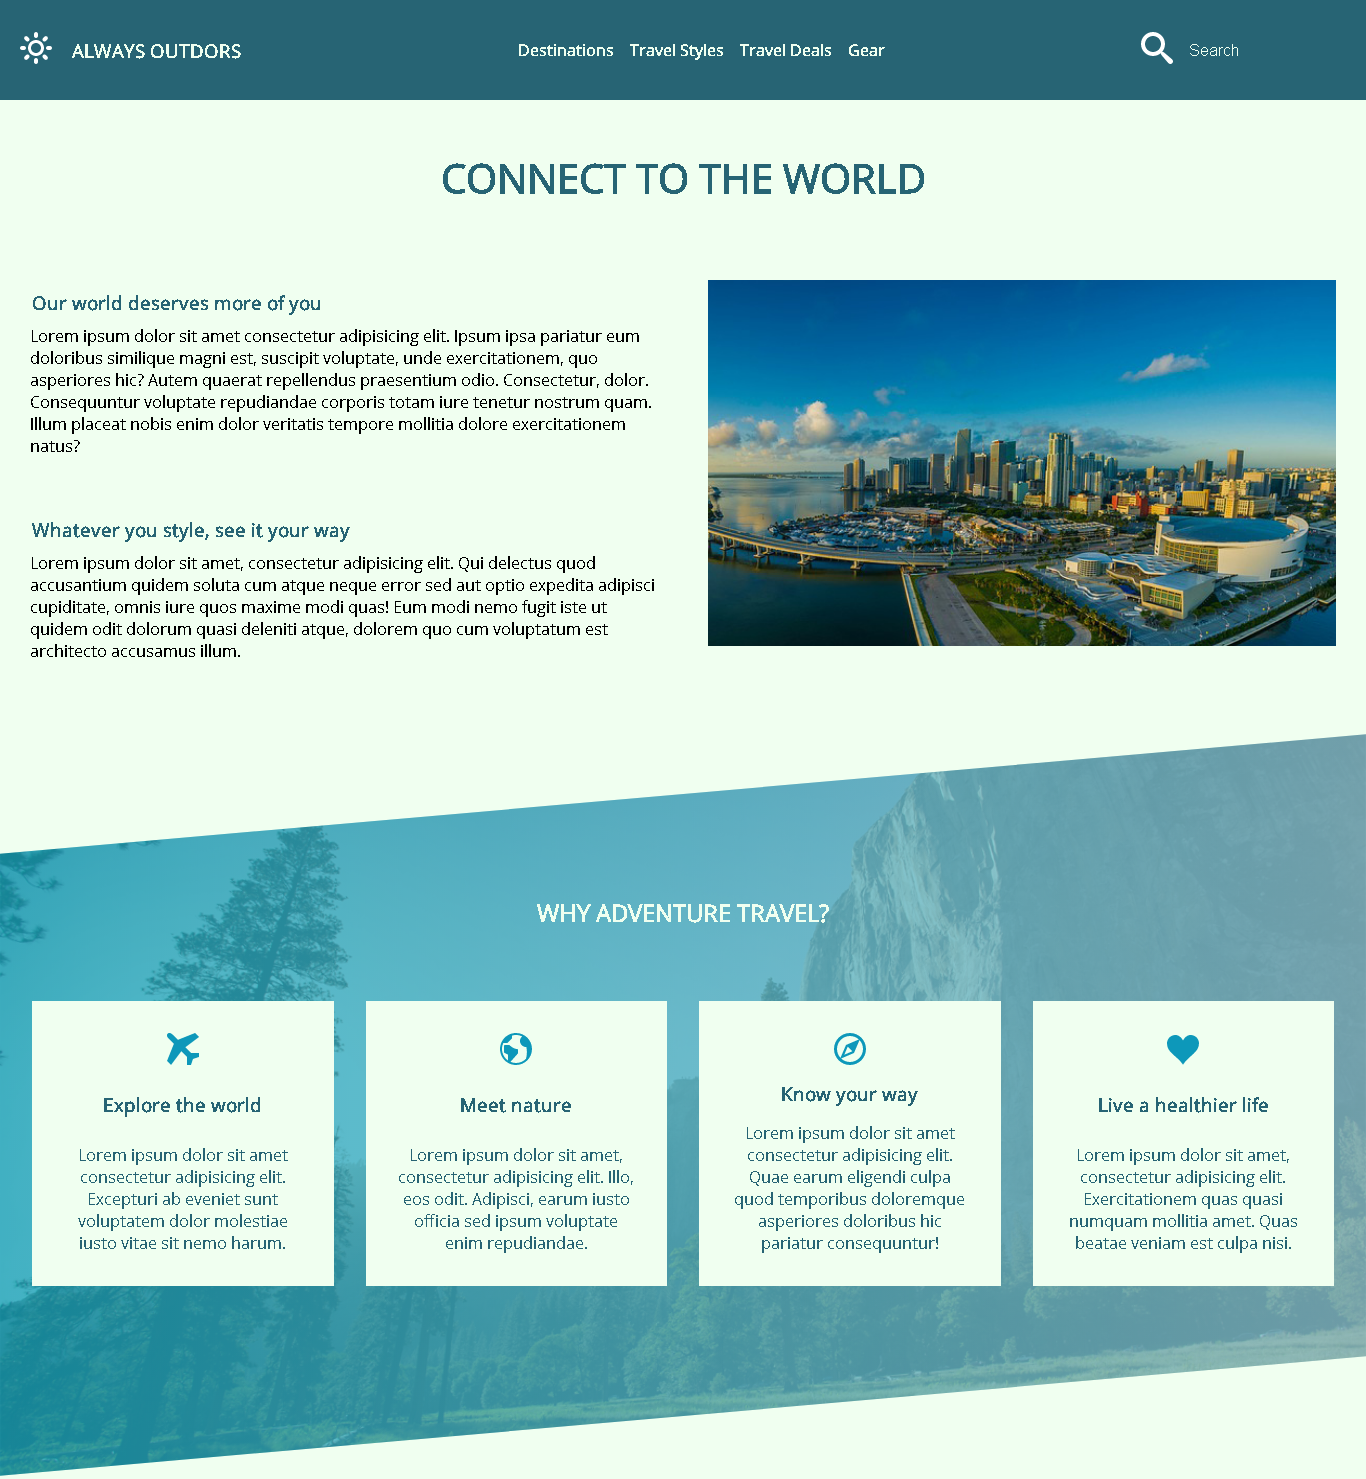 ALWAYS OUTDORS
Destinations Travel Styles Travel Deals Gear
Search
CONNECT TO THE WORLD
Our world deserves more of you
Lorem ipsum dolor sit amet consectetur adipisicing elit. Ipsum ipsa pariatur eum
doloribus similique magni est, suscipit voluptate, unde exercitationem, quo
asperiores hic? Autem quaerat repellendus praesentium odio. Consectetur, dolor.
Consequuntur voluptate repudiandae corporis totam iure tenetur nostrum quam.
Illum placeat nobis enim dolor veritatis tempore mollitia dolore exercitationem
natus?
Whatever you style, see it your way
Lorem ipsum dolor sit amet, consectetur adipisicing elit. Qui delectus quod
accusantium quidem soluta cum atque neque error sed aut optio expedita adipisci
cupiditate, omnis iure quos maxime modi quas! Eum modi nemo fugit iste ut
quidem odit dolorum quasi deleniti atque, dolorem quo cum voluptatum est
architecto accusamus illum.
WHY ADVENTURE TRAVEL?
Explore the world
Lorem ipsum dolor sit amet
consectetur adipisicing elit.
Excepturi ab eveniet sunt
voluptatem dolor molestiae
iusto vitae sit nemo harum.
Meet nature
Lorem ipsum dolor sit amet,
consectetur adipisicing elit. Illo,
eos odit. Adipisci, earum iusto
officia sed ipsum voluptate
enim repudiandae.
Know your way
Lorem ipsum dolor sit amet
consectetur adipisicing elit.
Quae earum eligendi culpa
quod temporibus doloremque
asperiores doloribus hic
pariatur consequuntur!
Live a healthier life
Lorem ipsum dolor sit amet,
consectetur adipisicing elit.
Exercitationem quas quasi
numquam mollitia amet. Quas
beatae veniam est culpa nisi.